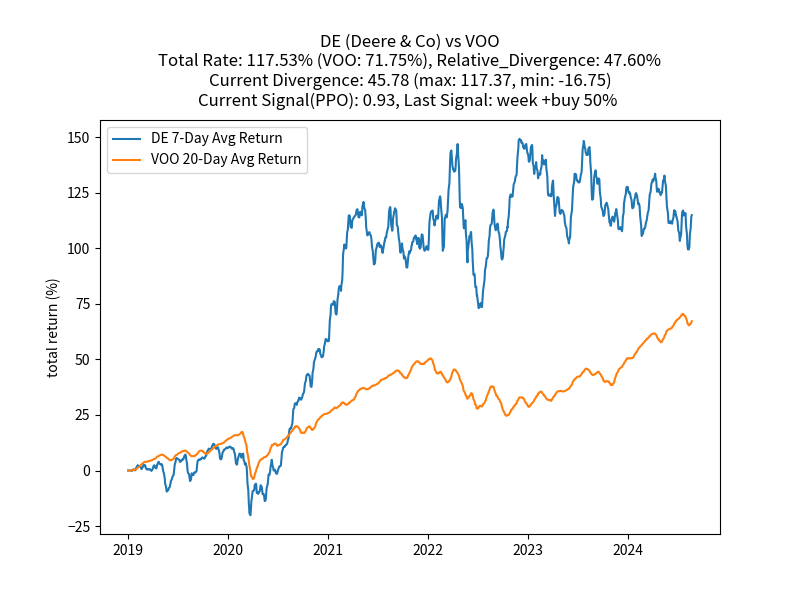 DE (Deere & Co) vs VOO
Total Rate: 117.53% (VOO: 71.75%), Relative_Divergence: 47.60%
Current Divergence: 45.78 (max: 117.37, min: -16.75)
Current Signal(PPO): 0.93, Last Signal: week +buy 50%
DE 7-Day Avg Return
VOO 20-Day Avg Return
total return (%)
150
125
100
75
50
25
0
−25
2019 2020 2021 2022 2023 2024